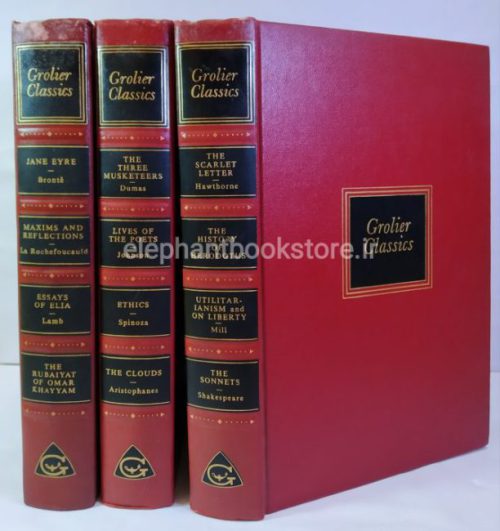 Grolier
Classics
JANE EYRE
Brontë
MAXIMS AND
REFLECTIONS
La Rochefoucauld
ESSAYS
OF ELIA
Lamb
THE
RUBAIYAT
OF OMAR
KHAYYAM
G
Grolier
Classics
THE
THREE
MUSKETEERS
Dumas
LIVES OF
THE POETS
Johnson
ETHICS
Spinoza
THE CLOUDS
Aristophanes
G
Grolier
Classics
THE
SCARLET
LETTER
Hawthorne
THE
HISTORY
HERODOTUS
UTILITAR-
IANISM and
ON LIBERTY
Mill
THE
SONNETS
Shakespeare
G
Grolier
Classics
elephantbookstore.ir